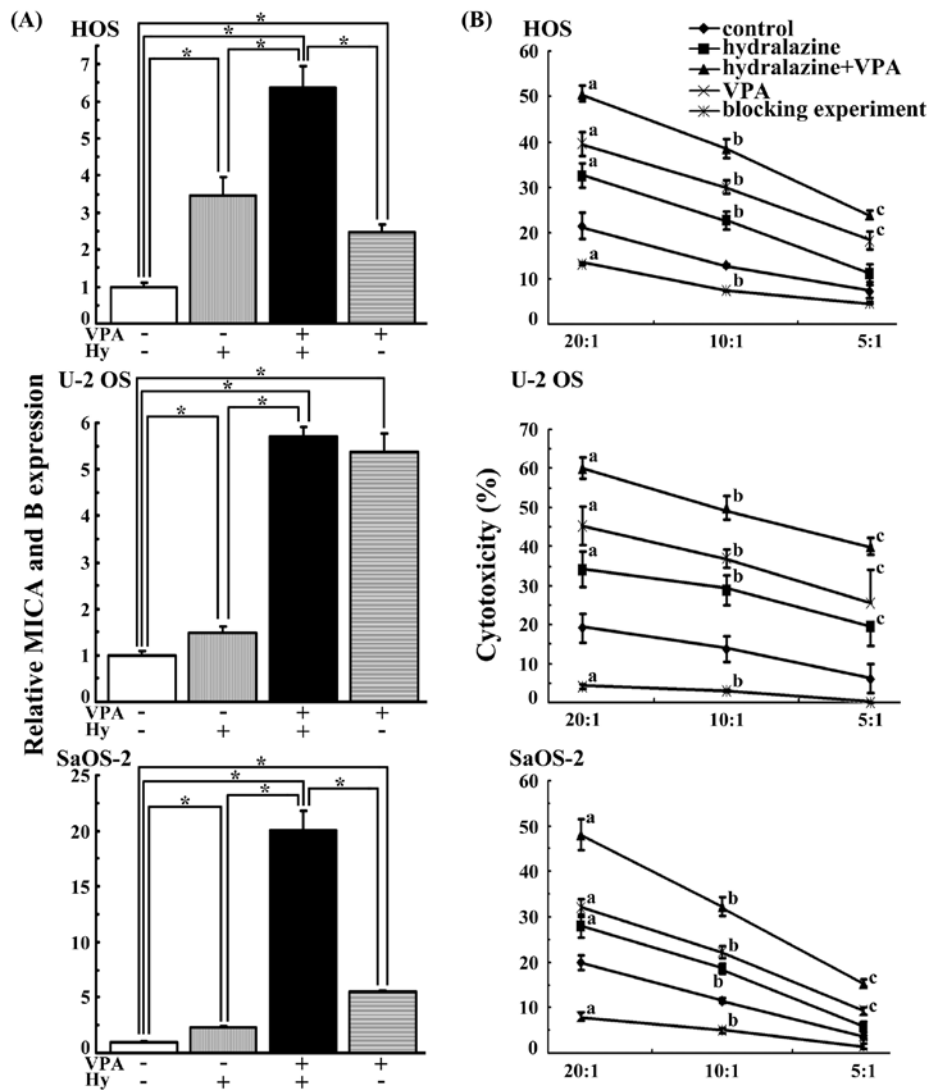 (A)
HOS
7
6
5
4
3
2
1
0
* * * * *
VPA - - + +
Hy - + + -
U-2 OS
6
5
4
3
2
1
0
* * * *
VPA - - + +
Hy - + + -
SaOS-2
25
20
15
10
5
0
* * * * *
VPA - - + +
Hy - + + -
Relative MICA and B expression
(B)
HOS
control
hydralazine
hydralazine+VPA
VPA
blocking experiment
60
50
40
30
20
10
0
a b c
a b c
a b
a b
20:1 10:1 5:1
U-2 OS
70
60
50
40
30
20
10
0
a b c
a b c
a b c
a b
20:1 10:1 5:1
SaOS-2
60
50
40
30
20
10
0
a b c
a b c
a b
a b
20:1 10:1 5:1
Cytotoxicity (%)